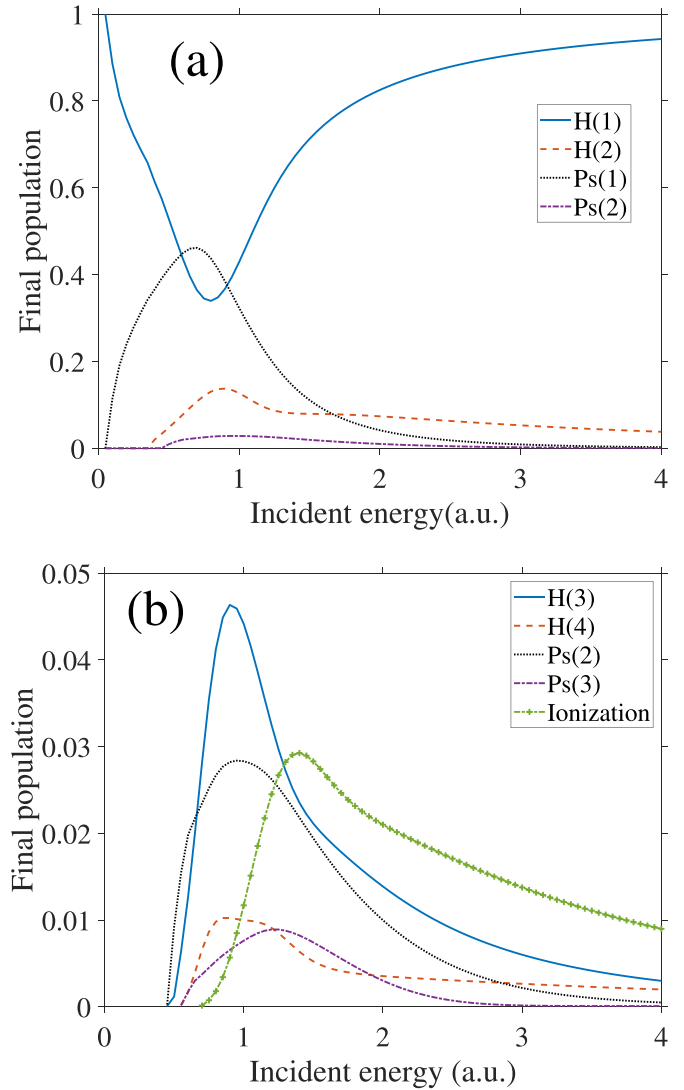 (a)
1
0.8
0.6
0.4
0.2
0
Final population
H(1)
H(2)
Ps(1)
Ps(2)
0 1 2 3 4
Incident energy(a.u.)
(b)
0.05
0.04
0.03
0.02
0.01
0
Final population
H(3)
H(4)
Ps(2)
Ps(3)
Ionization
0 1 2 3 4
Incident energy (a.u.)